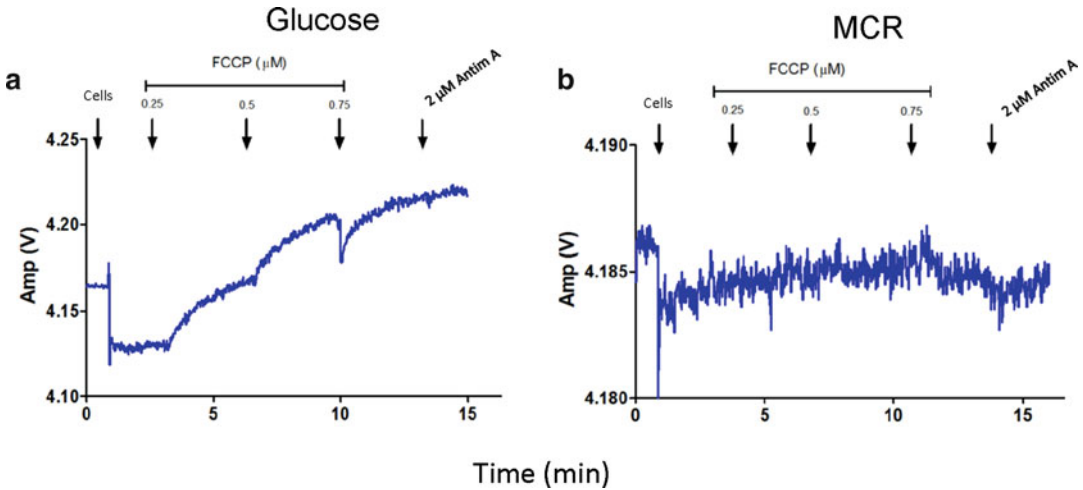 Glucose
a
FCCP (μM)
Cells
0.25
0.5
0.75
2 μM Antim A
4.25
4.20
4.15
4.10
Amp (V)
0
5
10
15
MCR
b
FCCP (μM)
Cells
0.25
0.5
0.75
2 μM Antim A
4.190
4.185
4.180
Amp (V)
0
5
10
15
Time (min)